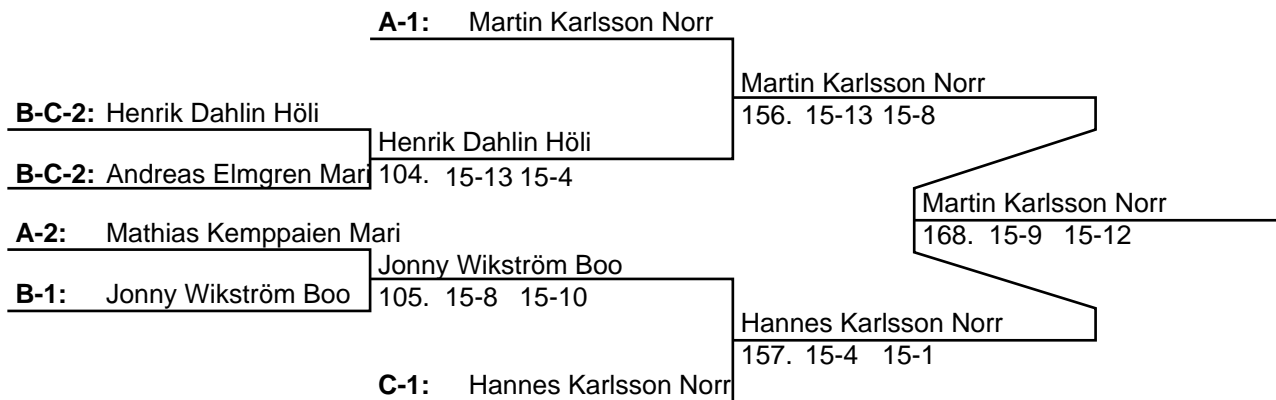 A-1: Martin Karlsson Norr
Martin Karlsson Norr
156. 15-13 15-8
B-C-2: Henrik Dahlin Höli
Henrik Dahlin Höli
B-C-2: Andreas Elmgren Mari
104. 15-13 15-4
Martin Karlsson Norr
168. 15-9 15-12
A-2: Mathias Kemppaien Mari
Jonny Wikström Boo
B-1: Jonny Wikström Boo
105. 15-8 15-10
Hannes Karlsson Norr
157. 15-4 15-1
C-1: Hannes Karlsson Norr